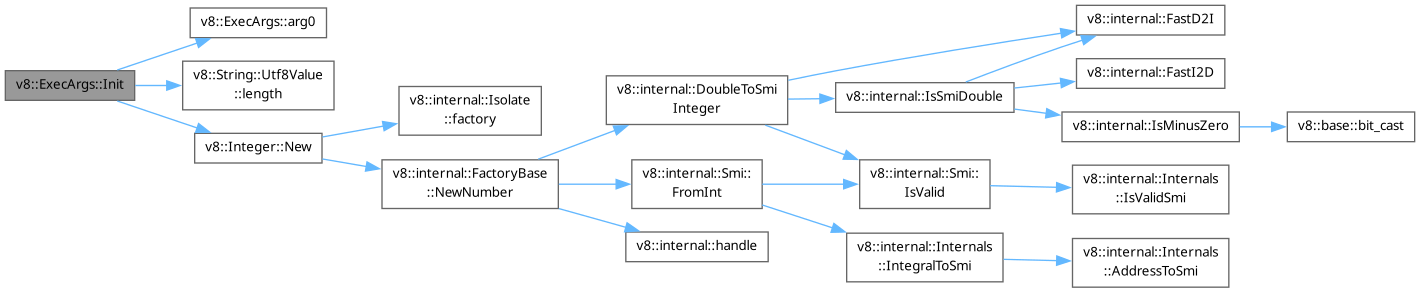 v8::ExecArgs::Init
v8::ExecArgs::arg0
v8::String::Utf8Value
::length
v8::Integer::New
v8::internal::Isolate
::factory
v8::internal::FactoryBase
::NewNumber
v8::internal::DoubleToSmi
Integer
v8::internal::Smi::
FromInt
v8::internal::handle
v8::internal::IsSmiDouble
v8::internal::Smi::
IsValid
v8::internal::Internals
::IntegralToSmi
v8::internal::FastD2I
v8::internal::FastI2D
v8::internal::IsMinusZero
v8::internal::Internals
::IsValidSmi
v8::internal::Internals
::AddressToSmi
v8::base::bit_cast